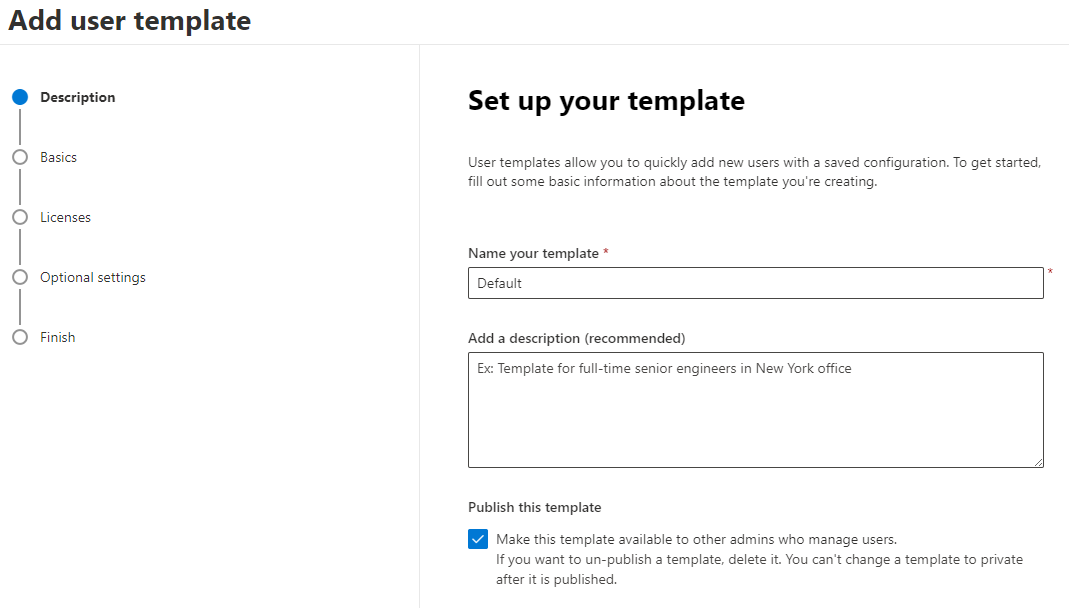 Add user template
Description
Basics
Licenses
Optional settings
Finish
Set up your template
User templates allow you to quickly add new users with a saved configuration. To get started,
fill out some basic information about the template you're creating.
Name your template *
Default
*
Add a description (recommended)
Ex: Template for full-time senior engineers in New York office
Publish this template
Make this template available to other admins who manage users.
If you want to un-publish a template, delete it. You can't change a template to private
after it is published.